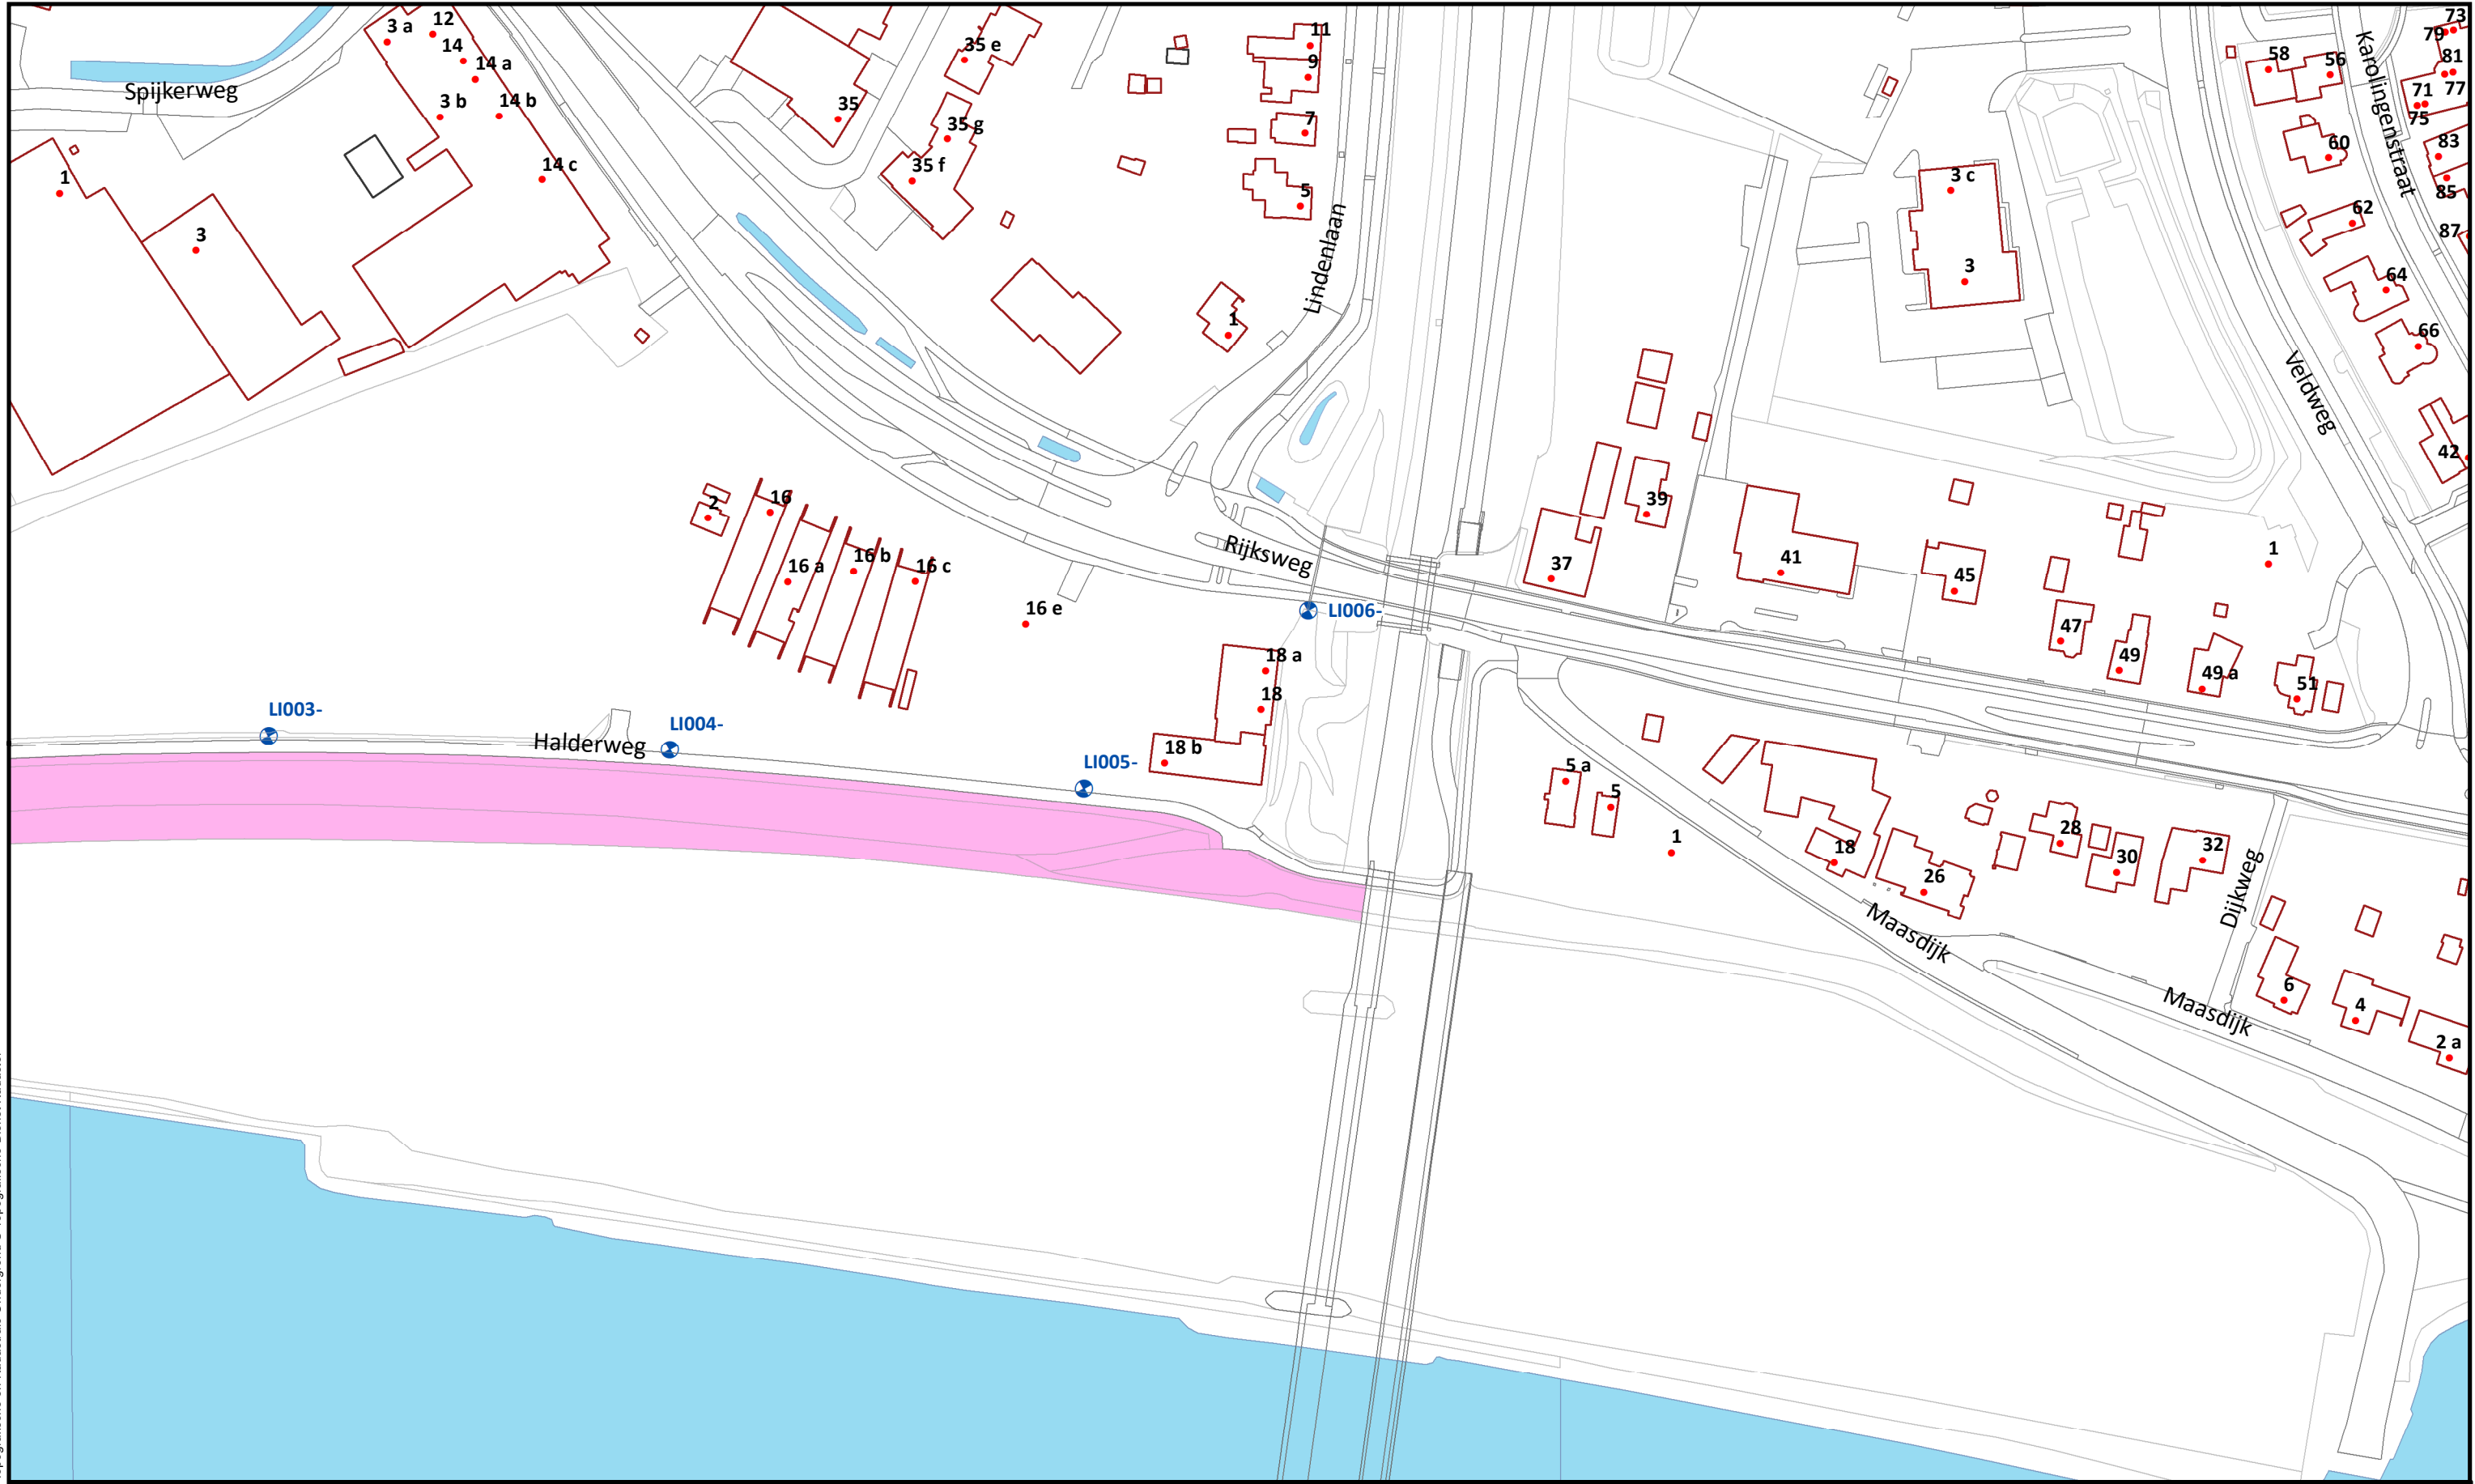 3 a
12
14
14 a
3 b
14 b
14 c
Spijkerweg
1
3
35 e
35
35 g
35 f
11
9
7
5
1
Lindenlaan
3 c
3
58
56
60
62
64
66
42
Karolingenstraat
73
79
81
71
77
75
83
85
87
Veldweg
2
16
16 a
16 b
16 c
16 e
Rijksweg
LI006-
37
39
41
45
47
49
49 a
51
1
18 a
18
18 b
LI003-
LI004-
LI005-
Halderweg
5 a
5
1
18
26
28
30
32
Dijkweg
Maasdijk
Maasdijk
6
4
2 a